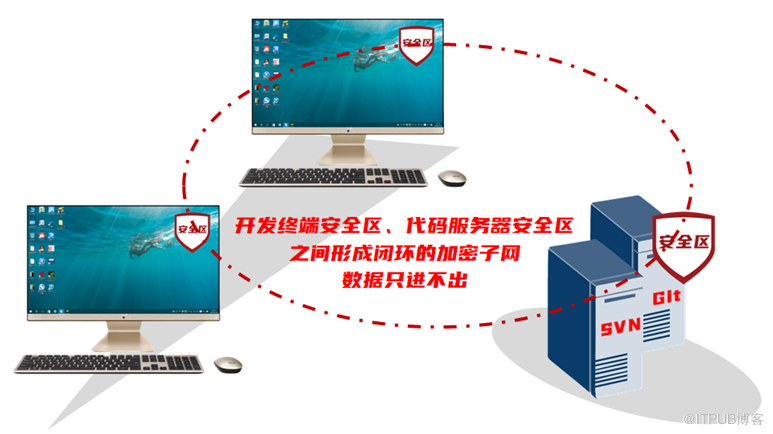 安全区
安全区
开发终端安全区、代码服务器安全区
之间形成闭环的加密子网
数据只进不出
安全区
SVN
GIt
@ITPUB博客